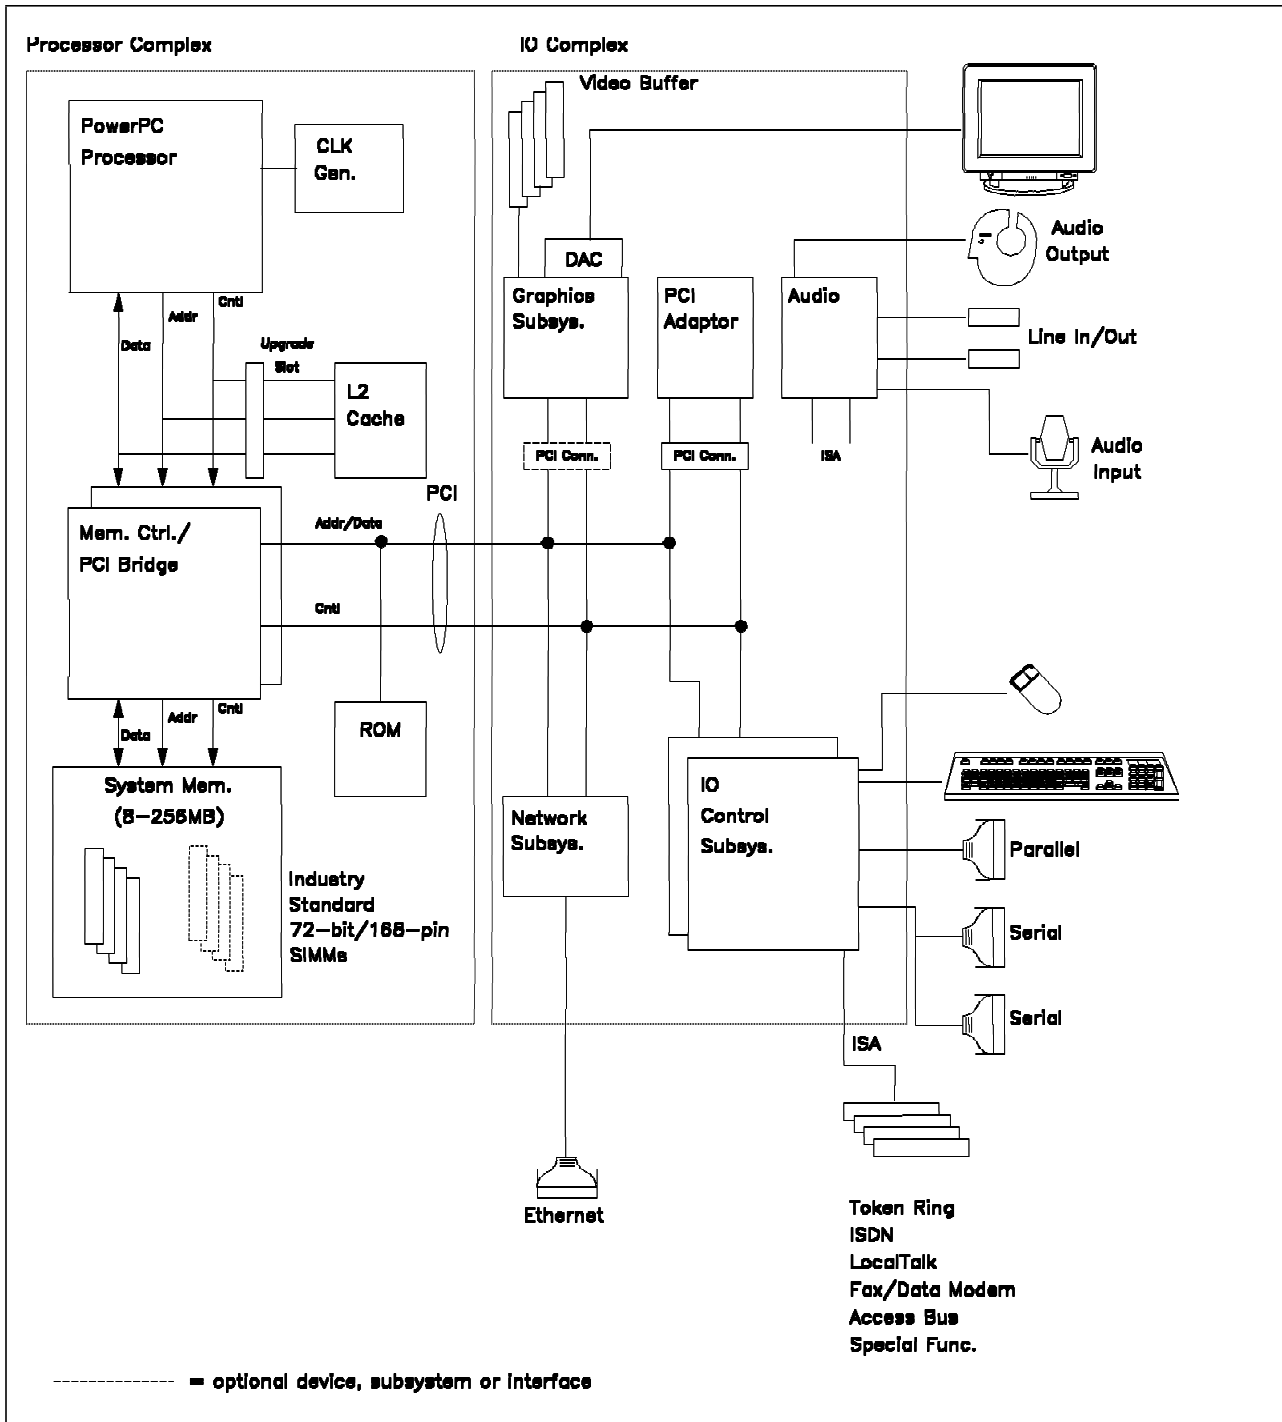 Processor Complex
IO Complex
Video Buffer
PowerPC
Processor
CLK
Gen.
DAC
Audio
Output
Graphics
Subsys.
PCI
Adaptor
Audio
Line In/Out
Data
Addr
Cntl
Upgrade
Slot
L2
Cache
PCI Conn.
PCI Conn.
ISA
Audio
Input
PCI
Addr/Data
Mem. Ctrl./
PCI Bridge
Cntl
Data
Addr
Cntl
ROM
System Mem.
(8-256MB)
Industry
Standard
72-bit/168-pin
SIMMs
Network
Subsys.
IO
Control
Subsys.
Parallel
Serial
Serial
ISA
Ethernet
Token Ring
ISDN
LocalTalk
Fax/Data Modem
Access Bus
Special Func.
= optional device, subsystem or interface